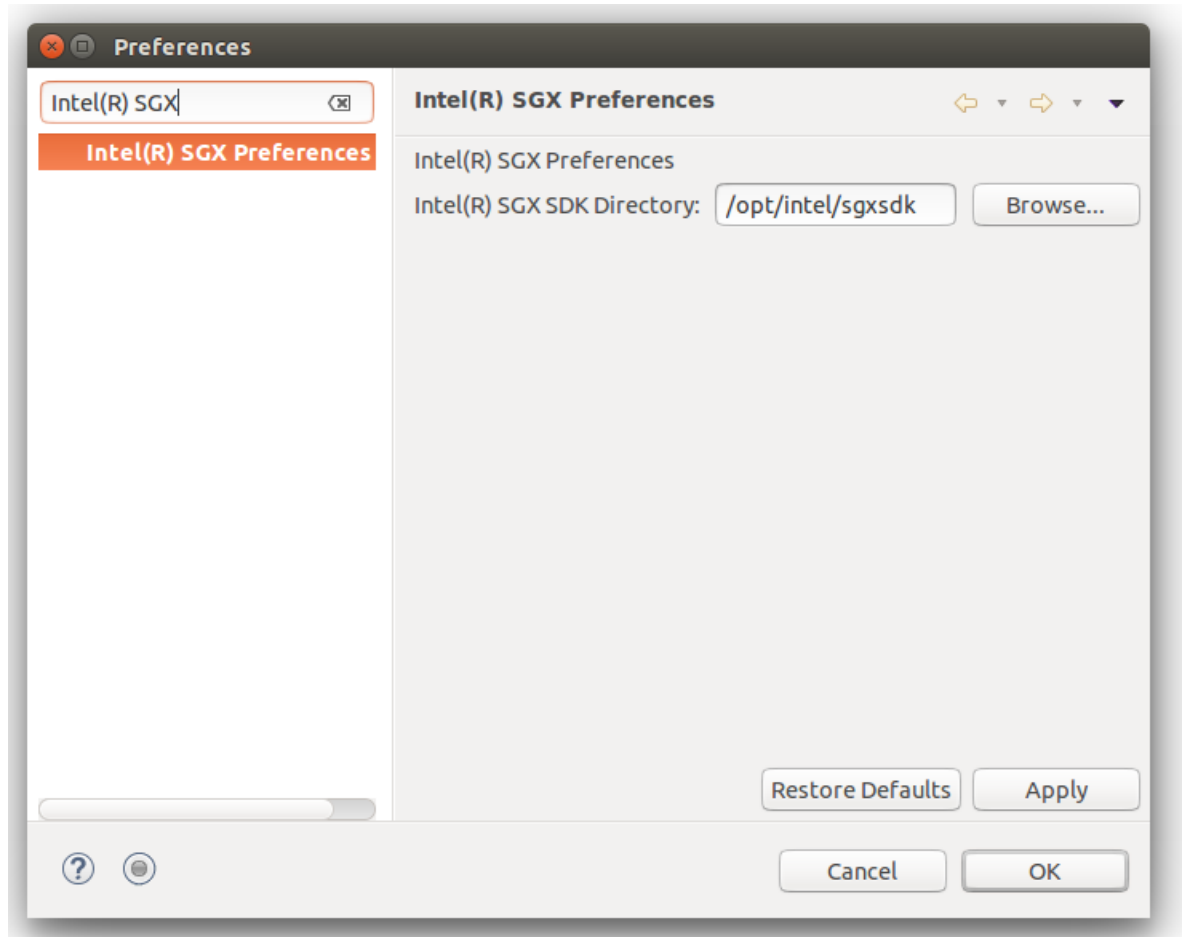 Preferences
Intel(R) SGX
Intel(R) SGX Preferences
Intel(R) SGX Preferences
Intel(R) SGX Preferences
Intel(R) SGX SDK Directory: /opt/intel/sgxsdk Browse...
Restore Defaults Apply
? Cancel OK